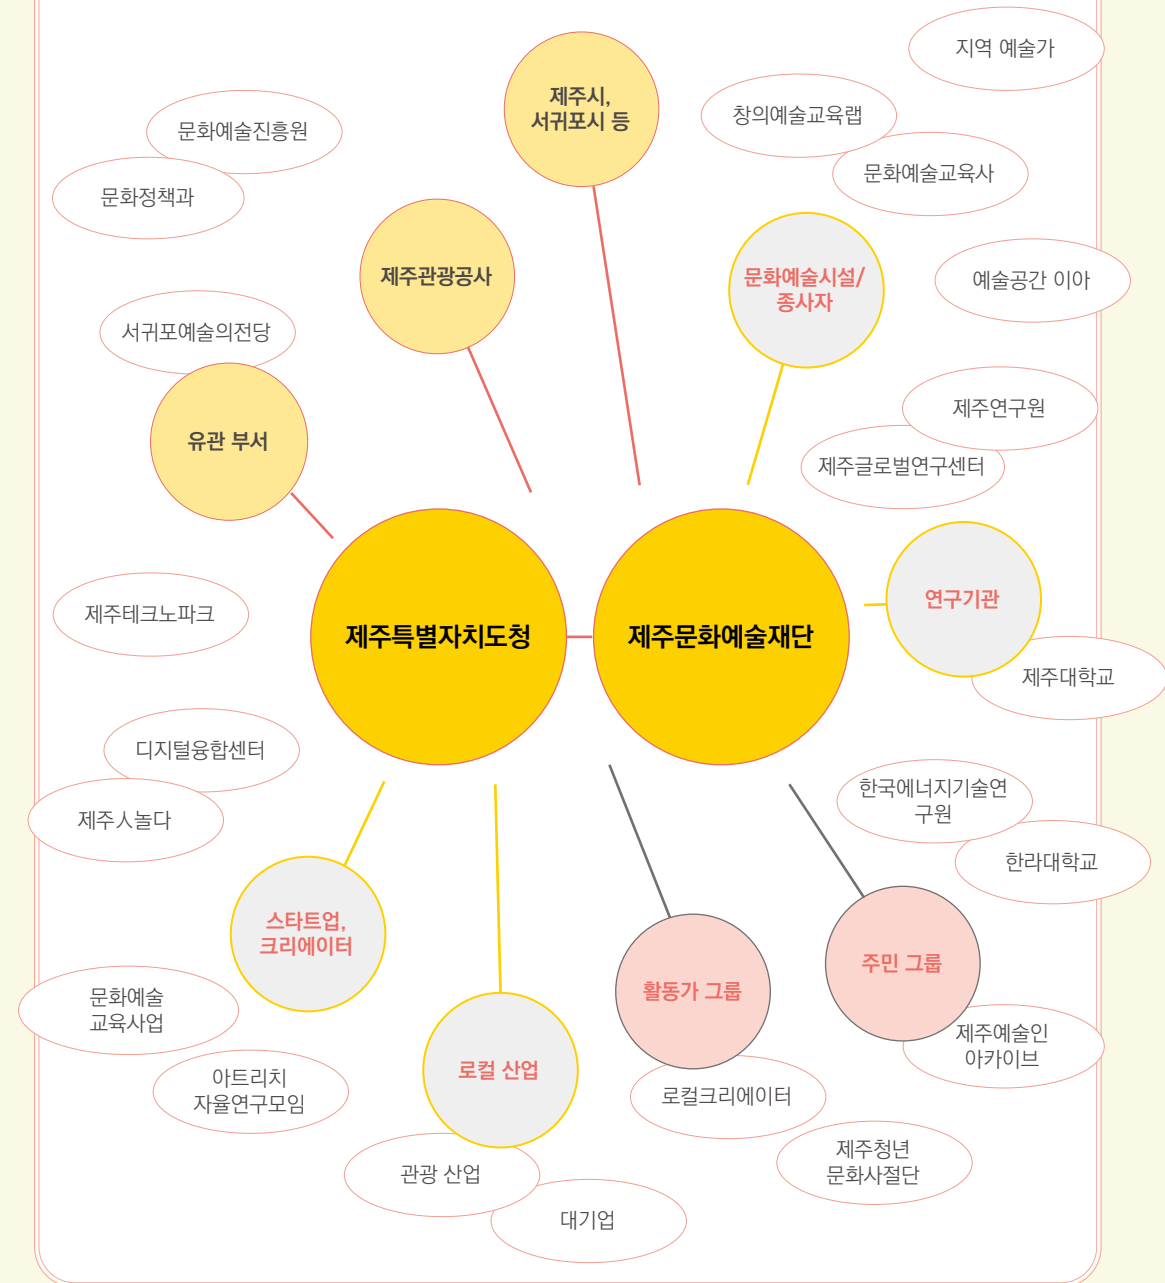 지역 예술가
제주시,
서귀포시 등
창의예술교육랩
문화예술진흥원
문화예술교육사
문화정책과
제주관광공사
문화예술시설/
종사자
예술공간 이아
서귀포예술의전당
제주연구원
유관 부서
제주글로벌연구센터
연구기관
제주테크노파크
제주특별자치도청
제주문화예술재단
제주대학교
디지털융합센터
한국에너지기술연
구원
제주人놀다
한라대학교
스타트업,
크리에이터
주민 그룹
활동가 그룹
문화예술
교육사업
제주예술인
아카이브
로컬 산업
아트리치
자율연구모임
로컬크리에이터
제주청년
문화사절단
관광 산업
대기업